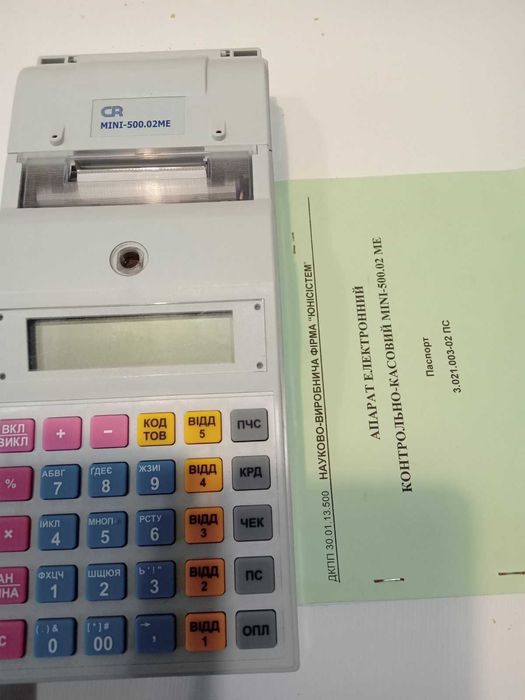 CR
MINI-500.02ME
ВКЛ
ВИКЛ
+
−
КОД
ТОВ
ВІДД
5
ПЧС
%
АБВГ
7
ГДЕЄ
8
ЖЗИІ
9
ВІДД
4
КРД
×
ЇЙКЛ
4
МНОП
5
РСТУ
6
ВІДД
3
ЧЕК
ФХЦЧ
1
ШЩЮЯ
2
Ь ' ! "
3
ВІДД
2
ПС
С
( . ) &
0
[ * ] #
00
→
,
ВІДД
1
ОПЛ
ДКПП 30.01.13.500 НАУКОВО-ВИРОБНИЧА ФІРМА "ЮНІСІСТЕМ"
АПАРАТ ЕЛЕКТРОННИЙ
КОНТРОЛЬНО-КАСОВИЙ MINI-500.02 ME
Паспорт
3.021.003-02 ПС